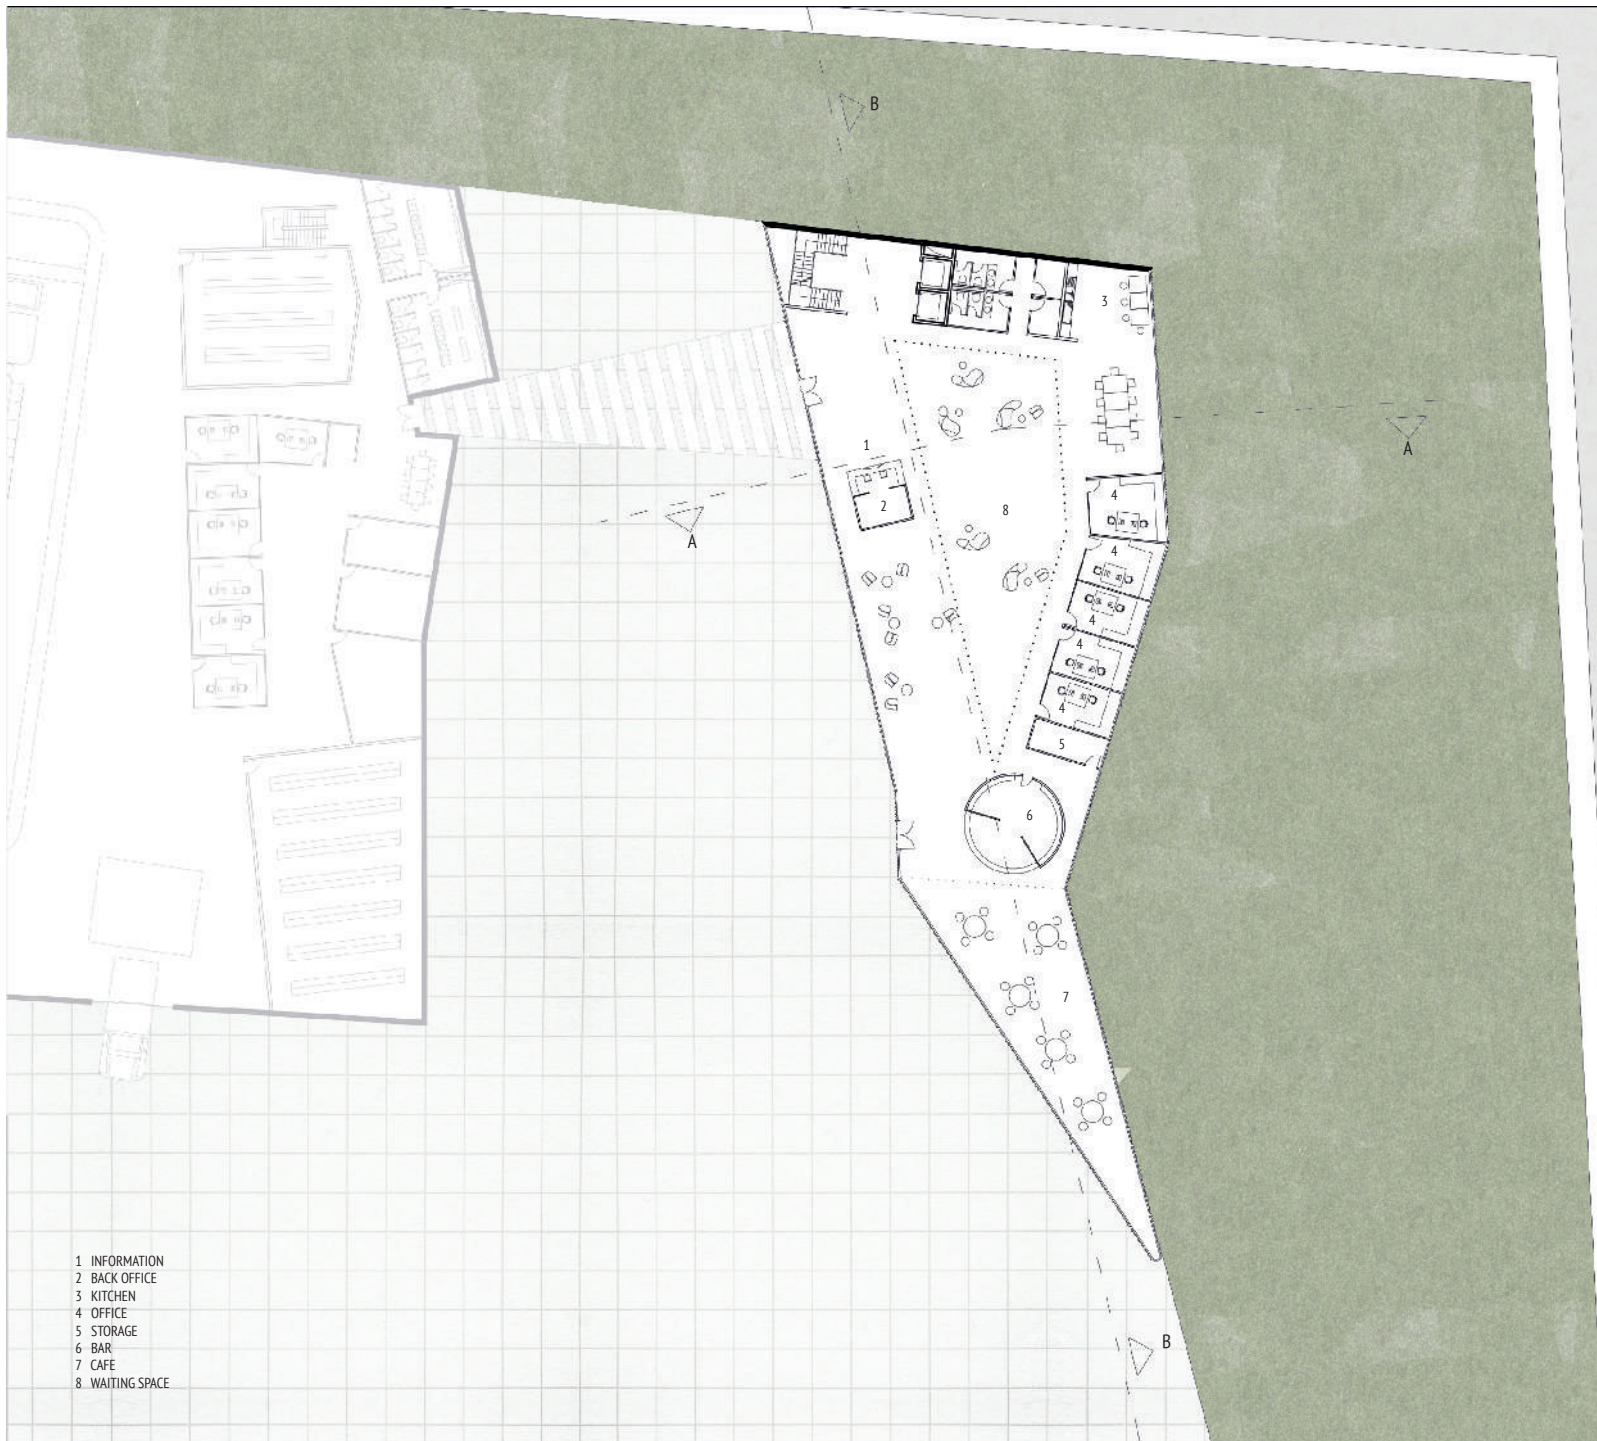 B
3
1
A
4
2
8
A
4
4
4
4
5
6
7
1 INFORMATION
2 BACK OFFICE
3 KITCHEN
4 OFFICE
5 STORAGE
6 BAR
7 CAFE
8 WAITING SPACE
B